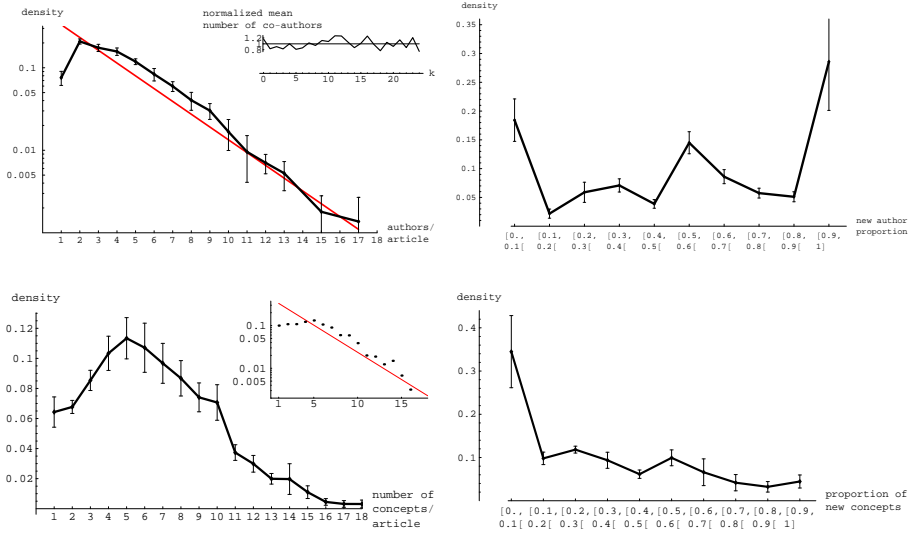 density
0.1
0.05
0.01
0.005
1 2 3 4 5 6 7 8 9 10 11 12 13 14 15 16 17 18
authors/
article
normalized mean
number of co-authors
1.2
1
0.8
0 5 10 15 20
k
density
0.35
0.3
0.25
0.2
0.15
0.1
0.05
new author
proportion
[0., [0.1, [0.2, [0.3, [0.4, [0.5, [0.6, [0.7, [0.8, [0.9,
0.1[ 0.2[ 0.3[ 0.4[ 0.5[ 0.6[ 0.7[ 0.8[ 0.9[ 1]
density
0.12
0.1
0.08
0.06
0.04
0.02
1 2 3 4 5 6 7 8 9 10 11 12 13 14 15 16 17 18
number of
concepts/
article
0.1
0.05
0.01
0.005
1 5 10 15
density
0.4
0.3
0.2
0.1
proportion of
new concepts
[0., [0.1, [0.2, [0.3, [0.4, [0.5, [0.6, [0.7, [0.8, [0.9,
0.1[ 0.2[ 0.3[ 0.4[ 0.5[ 0.6[ 0.7[ 0.8[ 0.9[ 1]